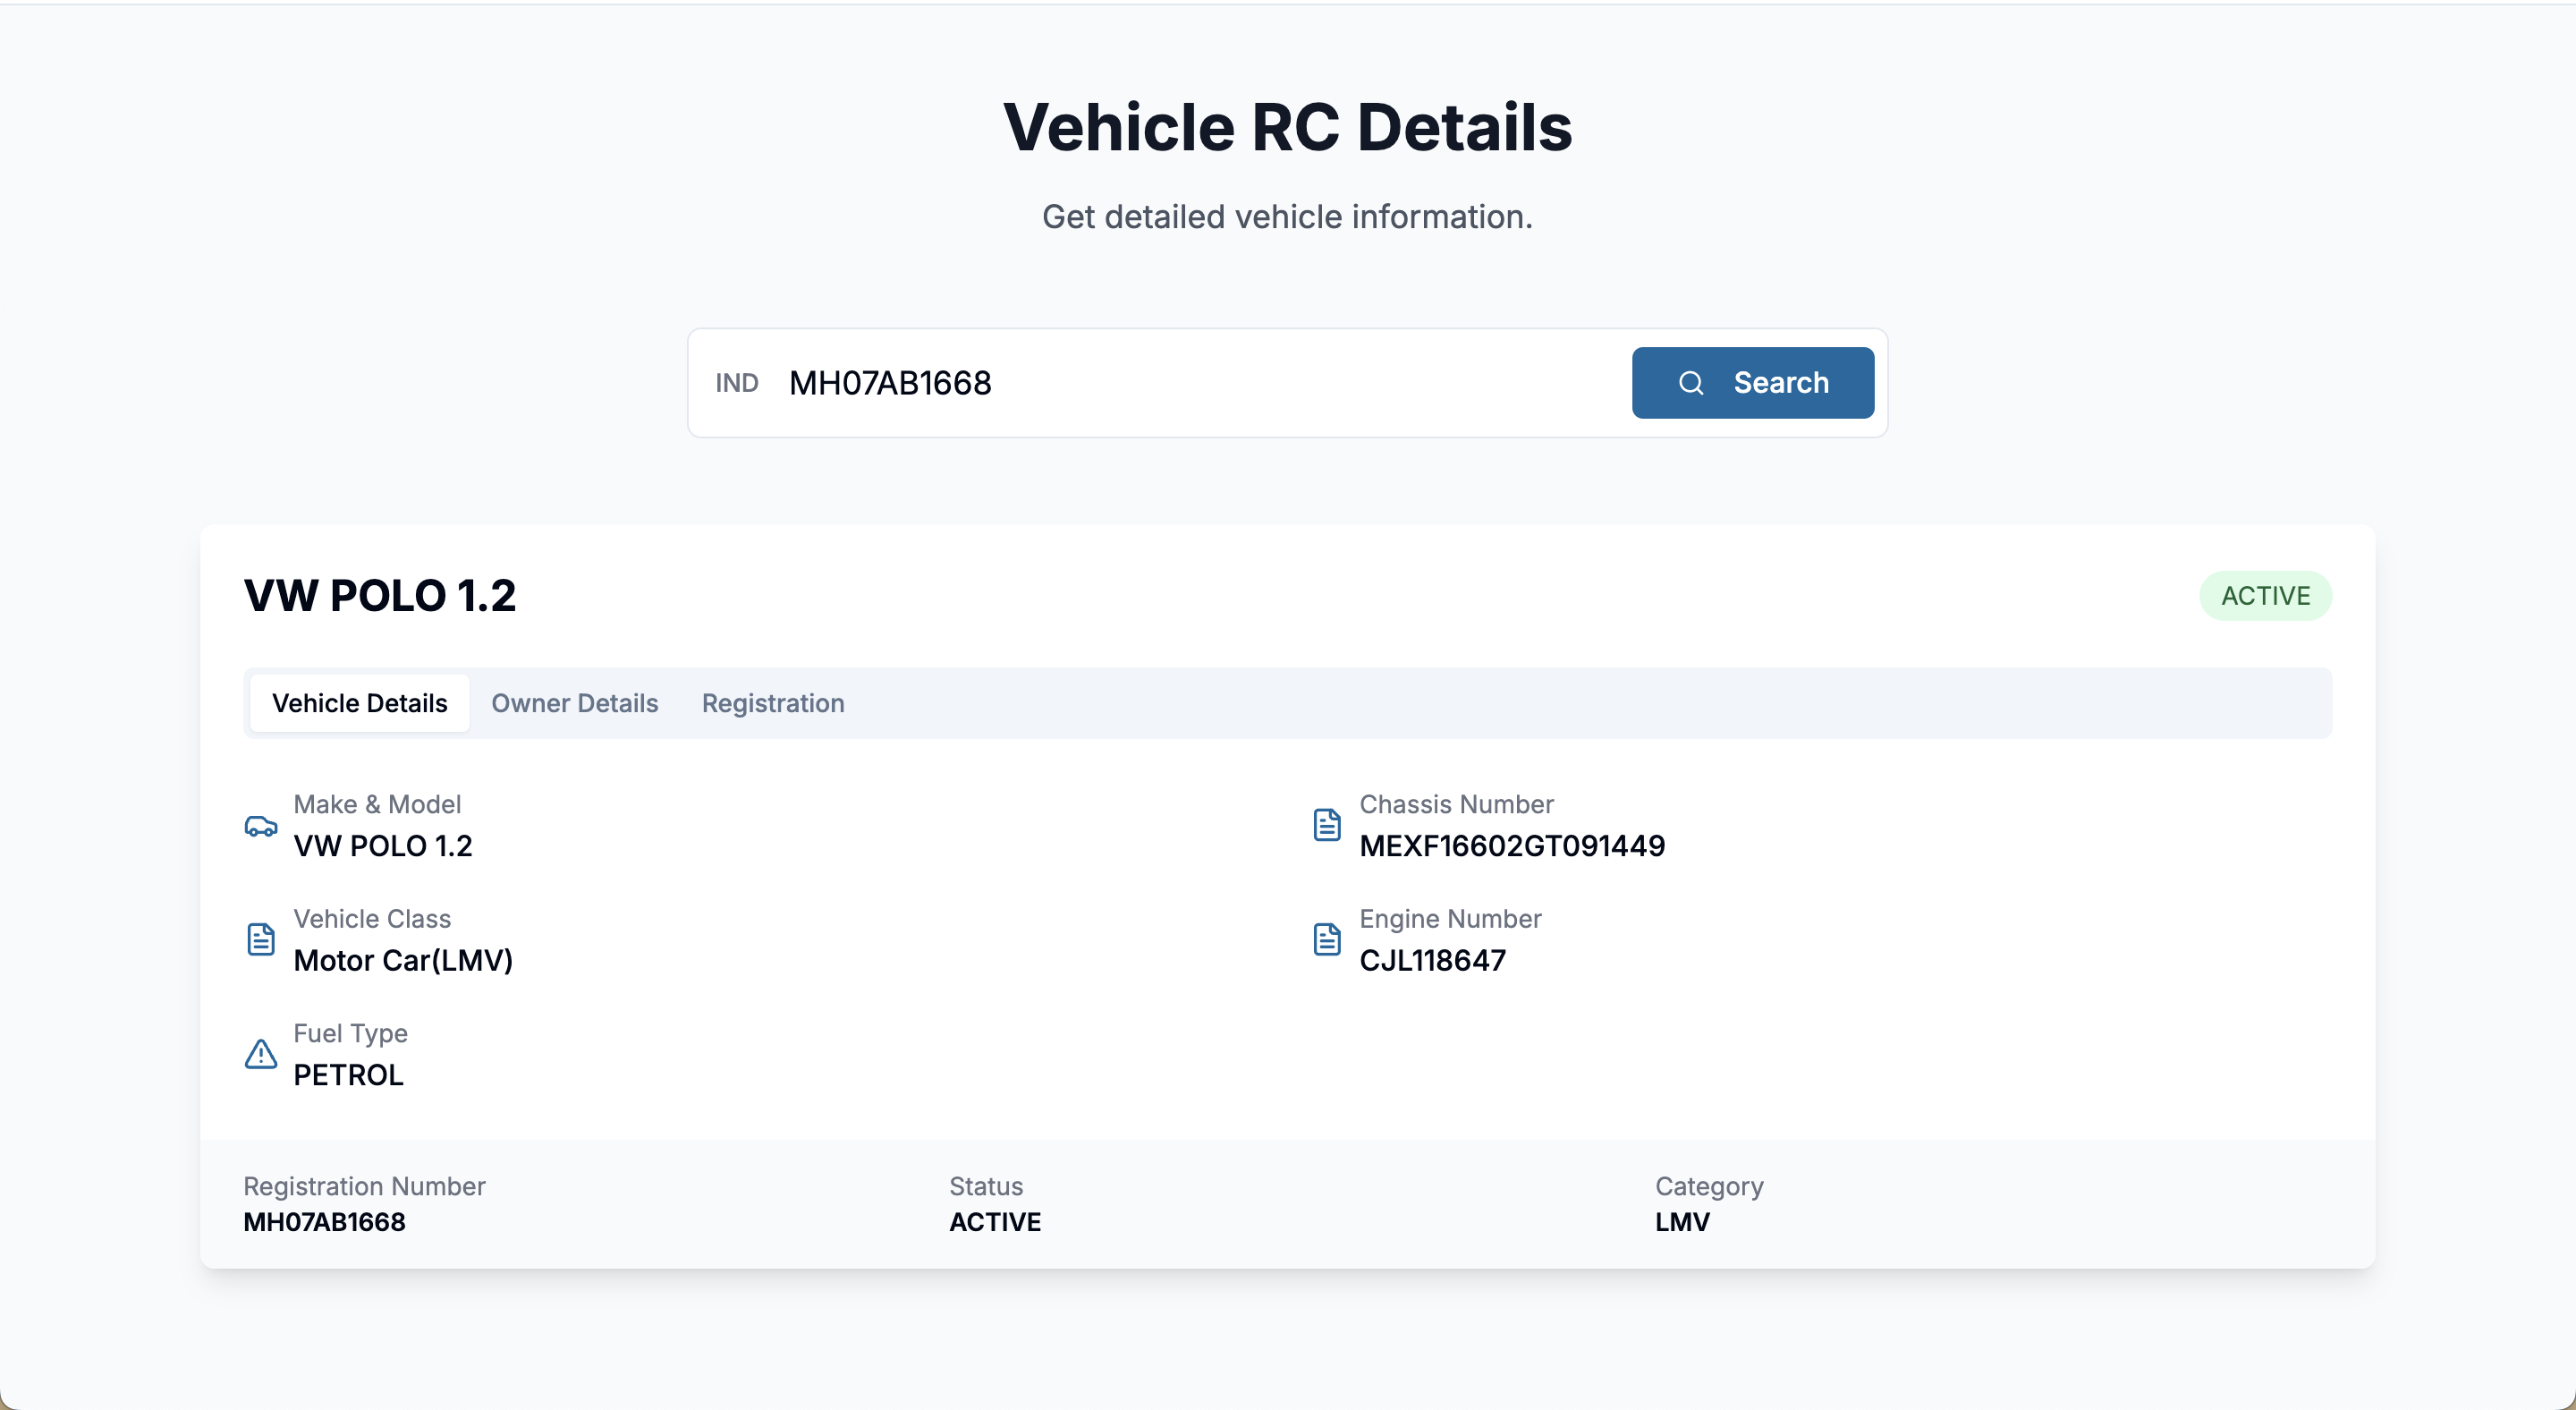 Vehicle RC Details
Get detailed vehicle information.
IND MH07AB1668 Search
VW POLO 1.2 ACTIVE
Vehicle Details Owner Details Registration
Make & Model
VW POLO 1.2
Chassis Number
MEXF16602GT091449
Vehicle Class
Motor Car(LMV)
Engine Number
CJL118647
Fuel Type
PETROL
Registration Number
MH07AB1668
Status
ACTIVE
Category
LMV